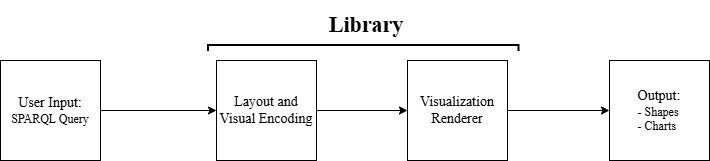 Library
User Input:
SPARQL Query
Layout and
Visual Encoding
Visualization
Renderer
Output:
- Shapes
- Charts